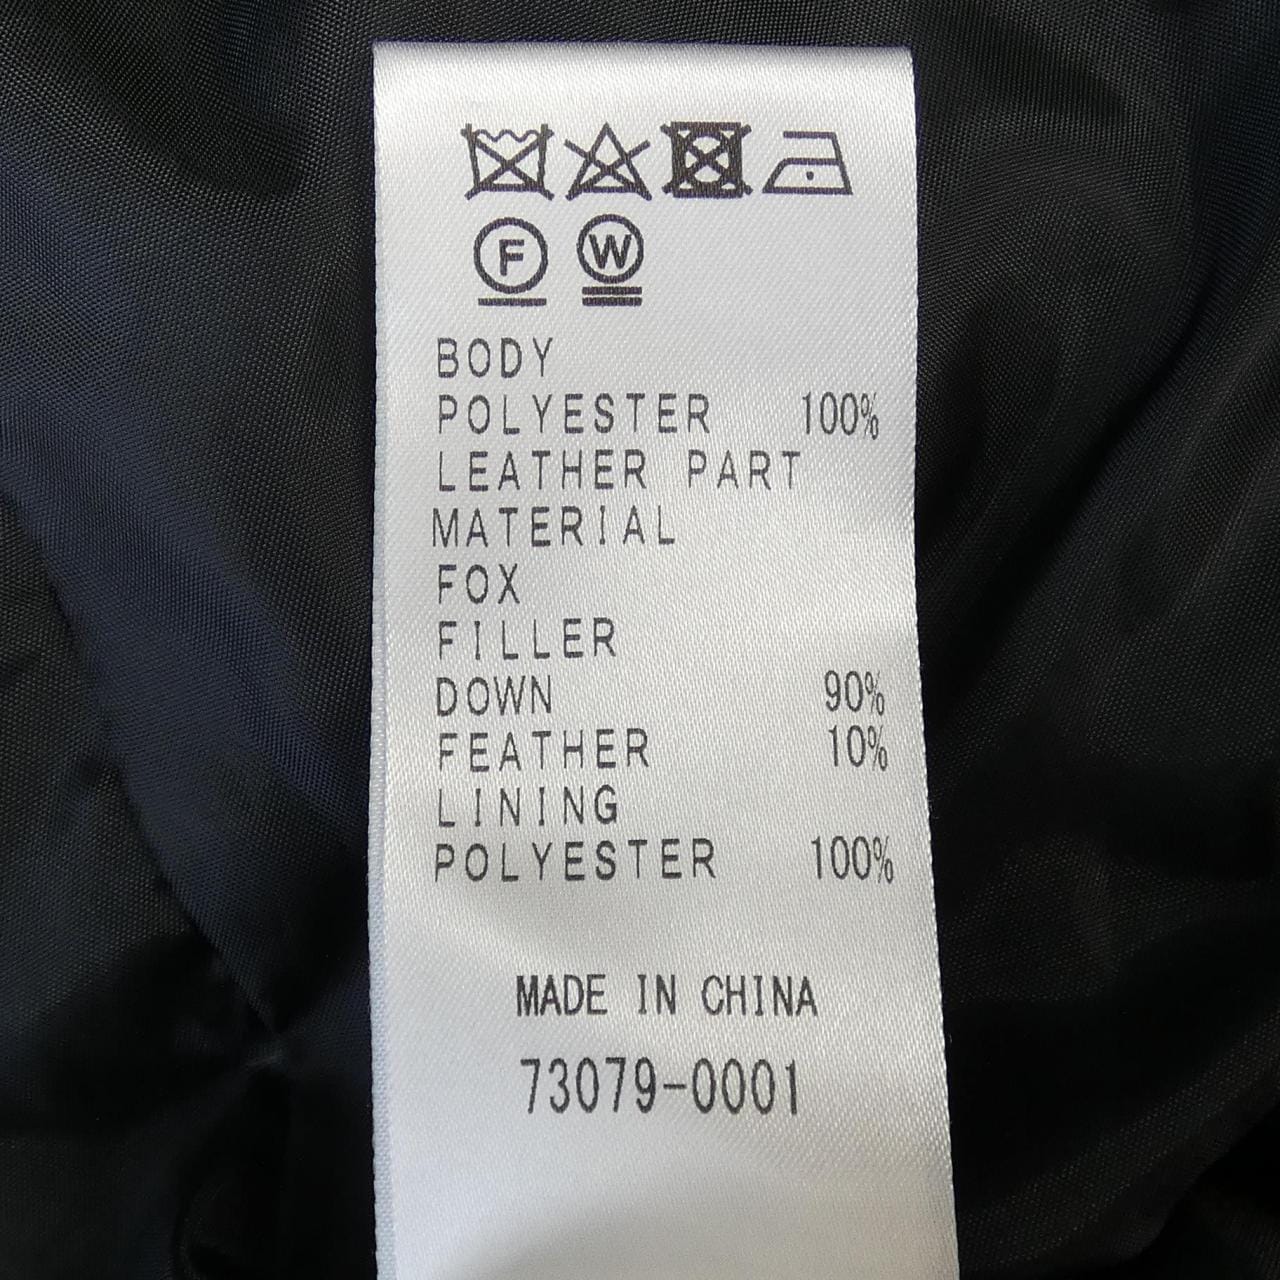 F W
BODY
POLYESTER 100%
LEATHER PART
MATERIAL
FOX
FILLER
DOWN 90%
FEATHER 10%
LINING
POLYESTER 100%
MADE IN CHINA
73079-0001